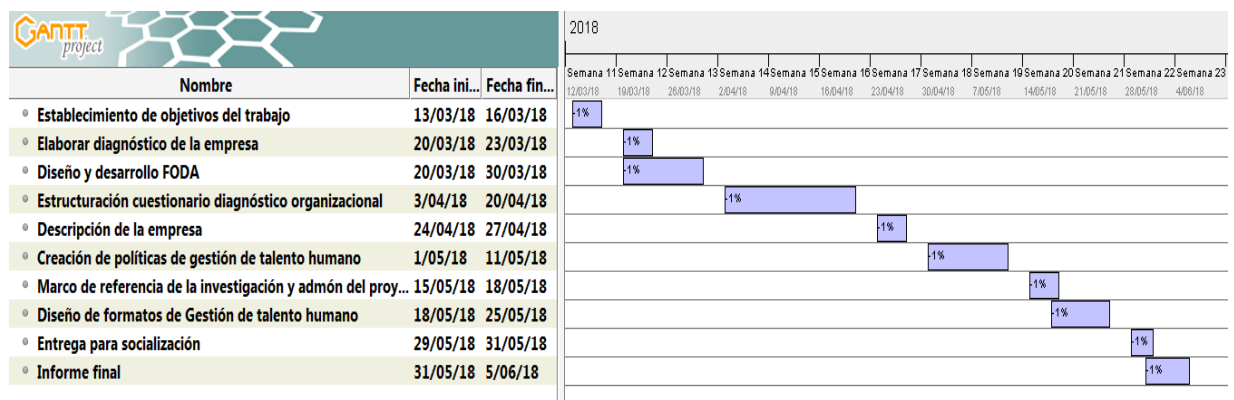 GANTT
project
2018
Semana 11 Semana 12 Semana 13 Semana 14 Semana 15 Semana 16 Semana 17 Semana 18 Semana 19 Semana 20 Semana 21 Semana 22 Semana 23
Nombre Fecha ini... Fecha fin... 12/03/18 19/03/18 26/03/18 2/04/18 9/04/18 16/04/18 23/04/18 30/04/18 7/05/18 14/05/18 21/05/18 28/05/18 4/06/18
Establecimiento de objetivos del trabajo 13/03/18 16/03/18 -1%
Elaborar diagnóstico de la empresa 20/03/18 23/03/18 -1%
Diseño y desarrollo FODA 20/03/18 30/03/18 -1%
Estructuración cuestionario diagnóstico organizacional 3/04/18 20/04/18 -1%
Descripción de la empresa 24/04/18 27/04/18 -1%
Creación de políticas de gestión de talento humano 1/05/18 11/05/18 -1%
Marco de referencia de la investigación y admón del proy... 15/05/18 18/05/18 -1%
Diseño de formatos de Gestión de talento humano 18/05/18 25/05/18 -1%
Entrega para socialización 29/05/18 31/05/18 -1%
Informe final 31/05/18 5/06/18 -1%